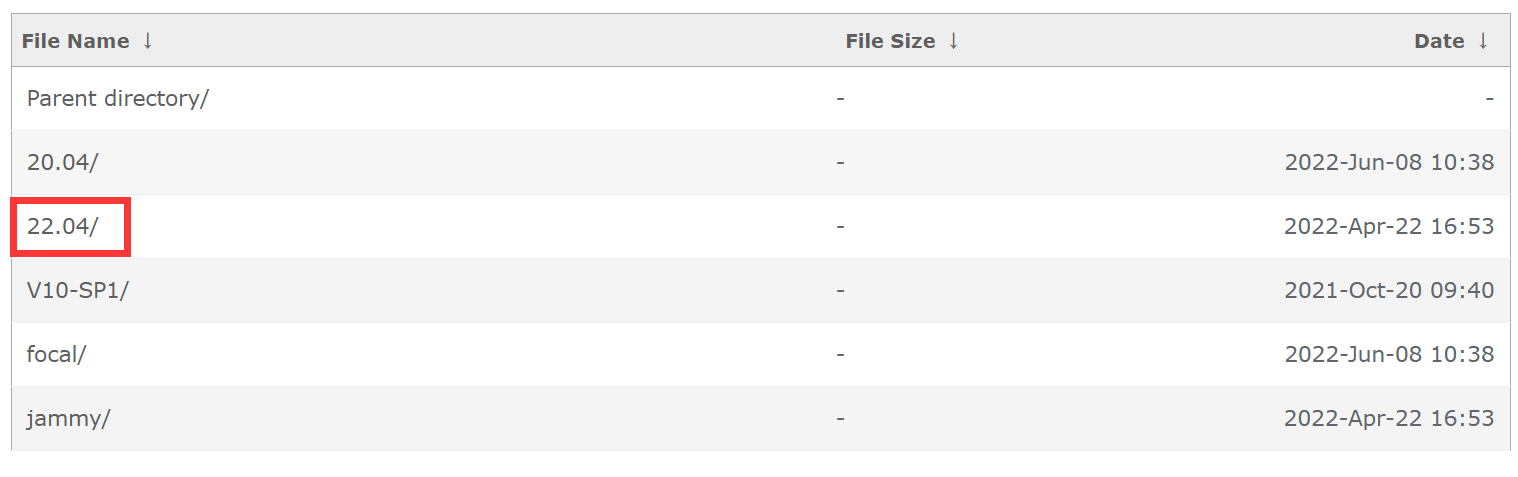 File Name ↓ File Size ↓ Date ↓
Parent directory/ - -
20.04/ - 2022-Jun-08 10:38
22.04/ - 2022-Apr-22 16:53
V10-SP1/ - 2021-Oct-20 09:40
focal/ - 2022-Jun-08 10:38
jammy/ - 2022-Apr-22 16:53